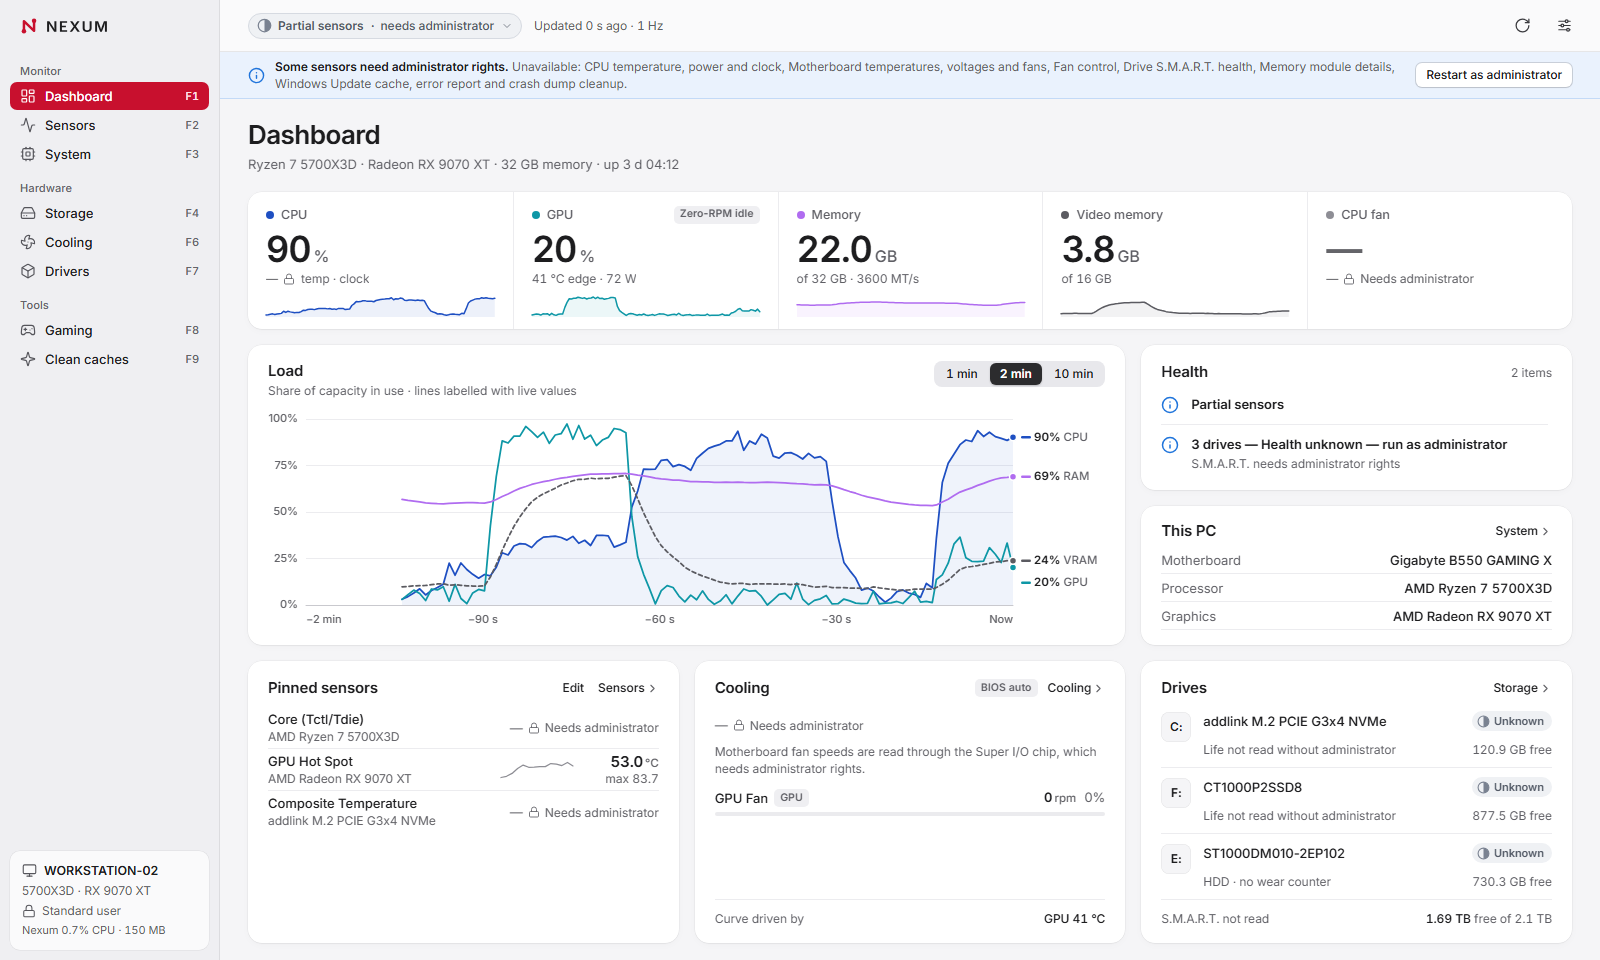 NEXUM
Monitor
Dashboard F1
Sensors F2
System F3
Hardware
Storage F4
Cooling F6
Drivers F7
Tools
Gaming F8
Clean caches F9
WORKSTATION-02
5700X3D · RX 9070 XT
Standard user
Nexum 0.7% CPU · 150 MB
Partial sensors · needs administrator
Updated 0 s ago · 1 Hz
Some sensors need administrator rights. Unavailable: CPU temperature, power and clock, Motherboard temperatures, voltages and fans, Fan control, Drive S.M.A.R.T. health, Memory module details,
Windows Update cache, error report and crash dump cleanup.
Restart as administrator
Dashboard
Ryzen 7 5700X3D · Radeon RX 9070 XT · 32 GB memory · up 3 d 04:12
CPU
90 %
— temp · clock
GPU Zero-RPM idle
20 %
41 °C edge · 72 W
Memory
22.0 GB
of 32 GB · 3600 MT/s
Video memory
3.8 GB
of 16 GB
CPU fan
—
— Needs administrator
Load
Share of capacity in use · lines labelled with live values
1 min 2 min 10 min
100%
75%
50%
25%
0%
−2 min −90 s −60 s −30 s Now
90% CPU
69% RAM
24% VRAM
20% GPU
Health 2 items
Partial sensors
3 drives — Health unknown — run as administrator
S.M.A.R.T. needs administrator rights
This PC System
Motherboard Gigabyte B550 GAMING X
Processor AMD Ryzen 7 5700X3D
Graphics AMD Radeon RX 9070 XT
Pinned sensors Edit Sensors
Core (Tctl/Tdie)
AMD Ryzen 7 5700X3D
— Needs administrator
GPU Hot Spot
AMD Radeon RX 9070 XT
53.0 °C
max 83.7
Composite Temperature
addlink M.2 PCIE G3x4 NVMe
— Needs administrator
Cooling BIOS auto Cooling
— Needs administrator
Motherboard fan speeds are read through the Super I/O chip, which
needs administrator rights.
GPU Fan GPU 0 rpm 0%
Curve driven by GPU 41 °C
Drives Storage
C: addlink M.2 PCIE G3x4 NVMe Unknown
Life not read without administrator 120.9 GB free
F: CT1000P2SSD8 Unknown
Life not read without administrator 877.5 GB free
E: ST1000DM010-2EP102 Unknown
HDD · no wear counter 730.3 GB free
S.M.A.R.T. not read 1.69 TB free of 2.1 TB